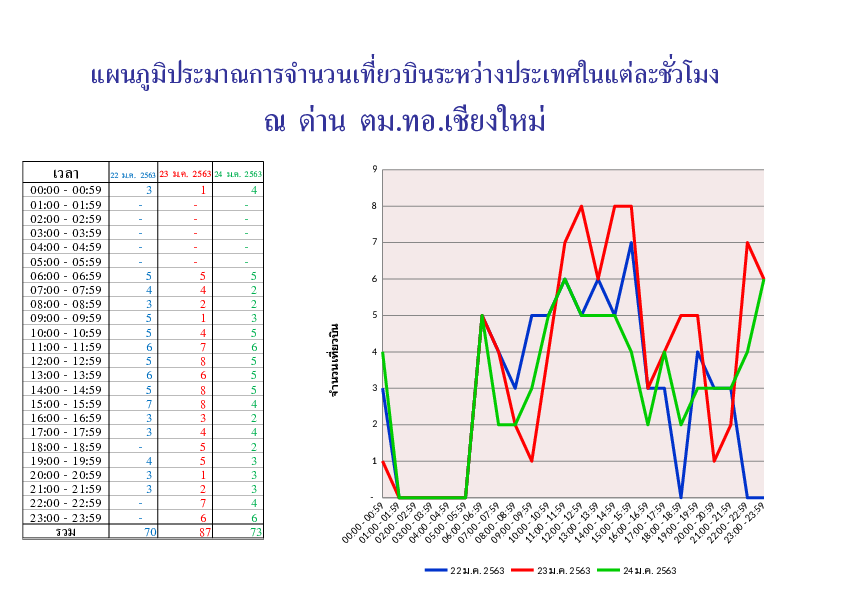 แผนภูมิประมาณการจำนวนเที่ยวบินระหว่างประเทศในแต่ละชั่วโมง
ณ ด่าน ตม.ทอ.เชียงใหม่
เวลา 22 ม.ค. 2563 23 ม.ค. 2563 24 ม.ค. 2563
00:00 - 00:59 3 1 4
01:00 - 01:59 - - -
02:00 - 02:59 - - -
03:00 - 03:59 - - -
04:00 - 04:59 - - -
05:00 - 05:59 - - -
06:00 - 06:59 5 5 5
07:00 - 07:59 4 4 2
08:00 - 08:59 3 2 2
09:00 - 09:59 5 1 3
10:00 - 10:59 5 4 5
11:00 - 11:59 6 7 6
12:00 - 12:59 5 8 5
13:00 - 13:59 6 6 5
14:00 - 14:59 5 8 5
15:00 - 15:59 7 8 4
16:00 - 16:59 3 3 2
17:00 - 17:59 3 4 4
18:00 - 18:59 - 5 2
19:00 - 19:59 4 5 3
20:00 - 20:59 3 1 3
21:00 - 21:59 3 2 3
22:00 - 22:59 - 7 4
23:00 - 23:59 - 6 6
รวม 70 87 73
จำนวนเที่ยวบิน
9
8
7
6
5
4
3
2
1
-
00:00 - 00:59
01:00 - 01:59
02:00 - 02:59
03:00 - 03:59
04:00 - 04:59
05:00 - 05:59
06:00 - 06:59
07:00 - 07:59
08:00 - 08:59
09:00 - 09:59
10:00 - 10:59
11:00 - 11:59
12:00 - 12:59
13:00 - 13:59
14:00 - 14:59
15:00 - 15:59
16:00 - 16:59
17:00 - 17:59
18:00 - 18:59
19:00 - 19:59
20:00 - 20:59
21:00 - 21:59
22:00 - 22:59
23:00 - 23:59
22 ม.ค. 2563 23 ม.ค. 2563 24 ม.ค. 2563